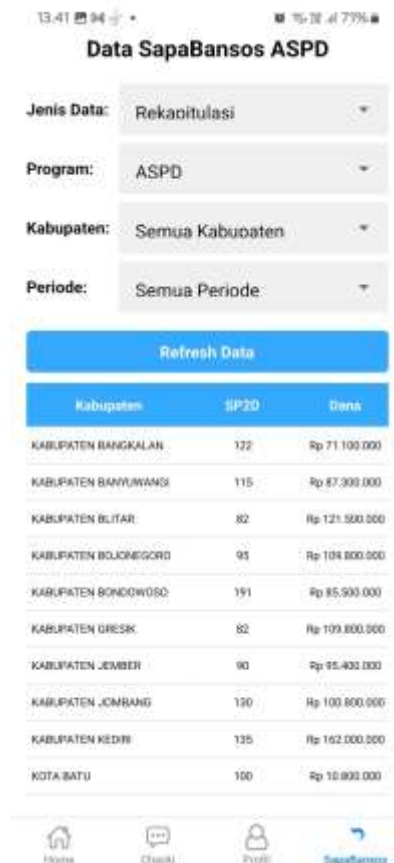 13.41
79%
Data SapaBansos ASPD
Jenis Data: Rekapitulasi
Program: ASPD
Kabupaten: Semua Kabupaten
Periode: Semua Periode
Refresh Data
Kabupaten SP2D Dana
KABUPATEN BANGKALAN 122 Rp 71.100.000
KABUPATEN BANYUWANGI 115 Rp 87.300.000
KABUPATEN BLITAR 82 Rp 121.500.000
KABUPATEN BOJONEGORO 95 Rp 109.800.000
KABUPATEN BONDOWOSO 191 Rp 85.500.000
KABUPATEN GRESIK 82 Rp 109.800.000
KABUPATEN JEMBER 90 Rp 95.400.000
KABUPATEN JOMBANG 130 Rp 100.800.000
KABUPATEN KEDIRI 135 Rp 162.000.000
KOTA BATU 100 Rp 10.800.000
Home Profil SapaBansos